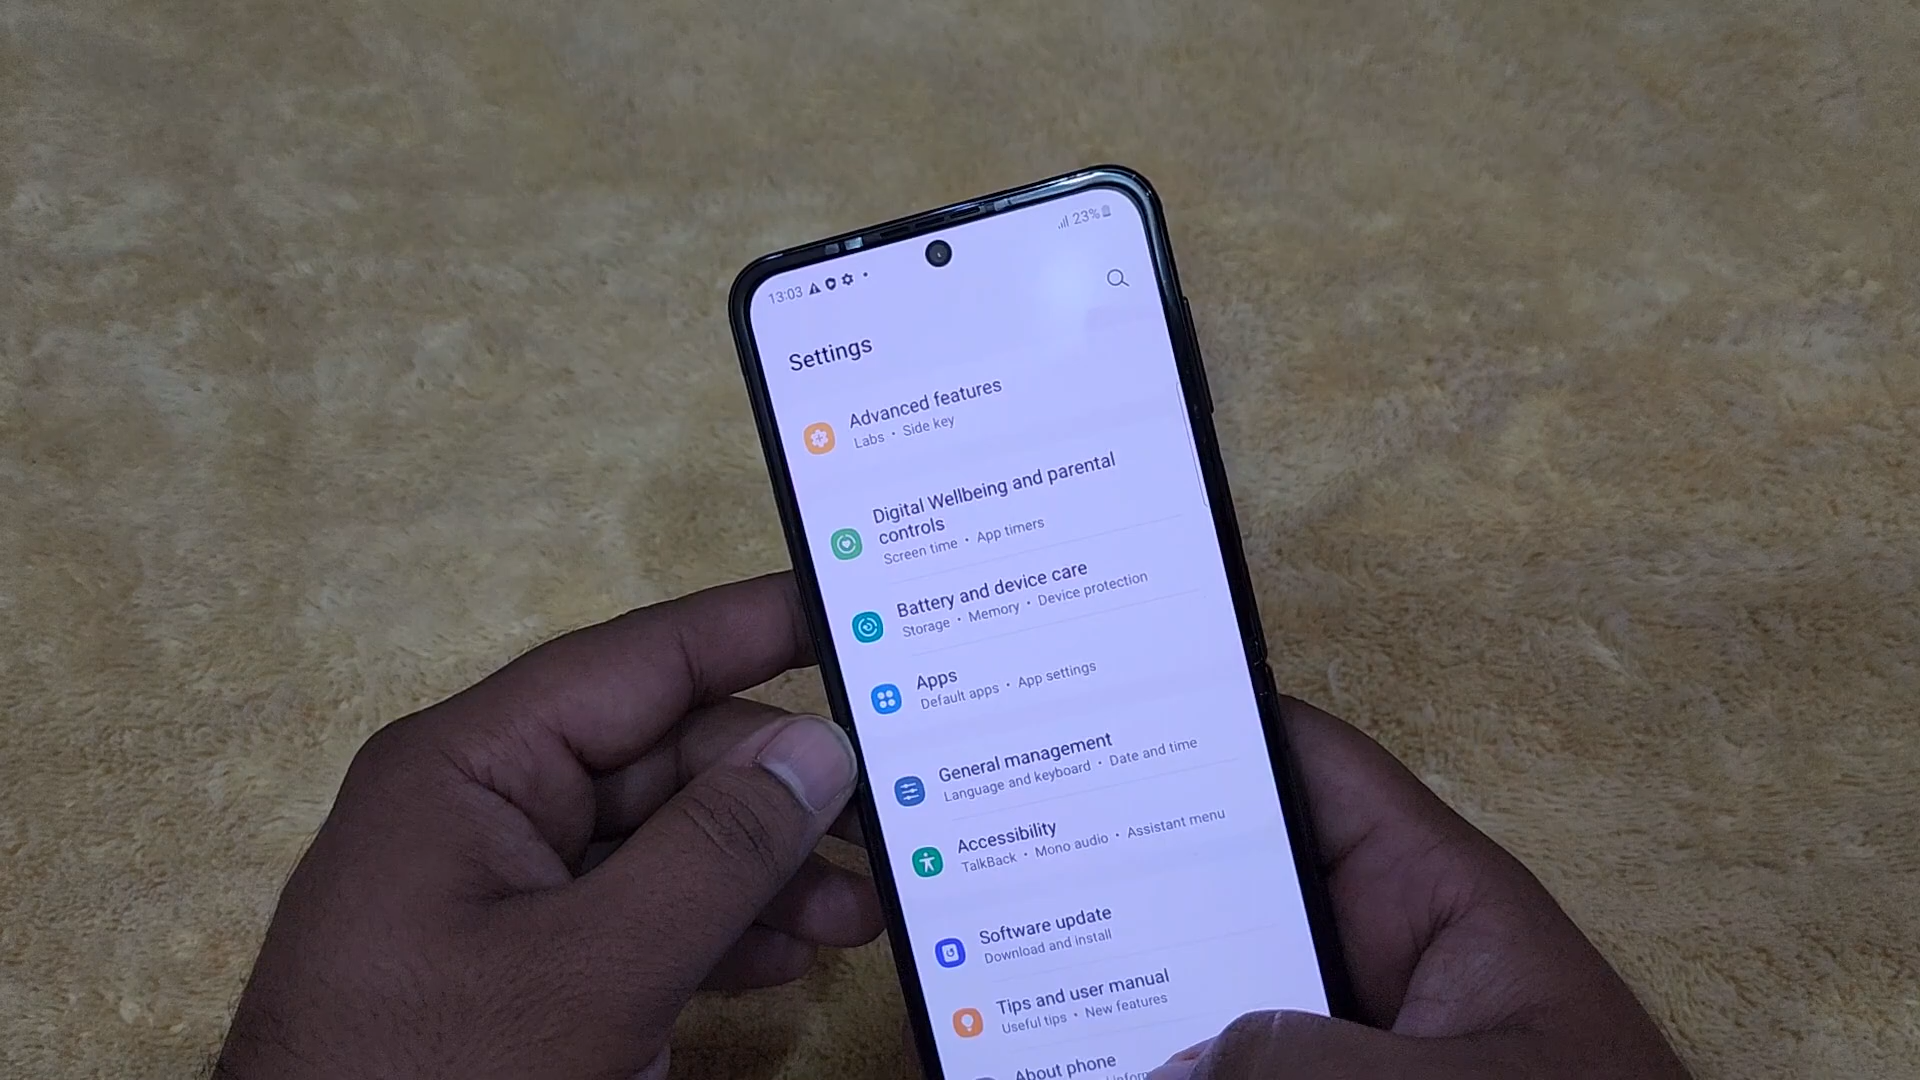 13:03
23%
Settings
Advanced features
Labs • Side key
Digital Wellbeing and parental
controls
Screen time • App timers
Battery and device care
Storage • Memory • Device protection
Apps
Default apps • App settings
General management
Language and keyboard • Date and time
Accessibility
TalkBack • Mono audio • Assistant menu
Software update
Download and install
Tips and user manual
Useful tips • New features
About phone